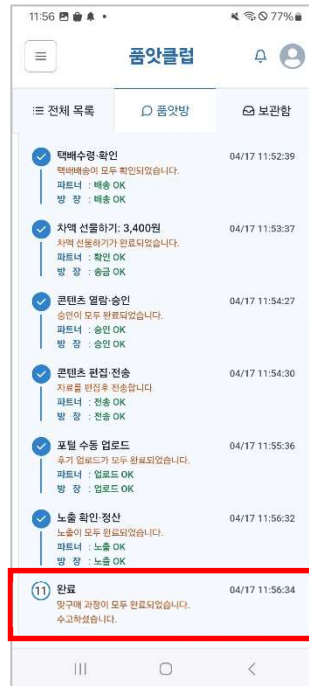 11:56 77%
품앗클럽
전체 목록 품앗방 보관함
택배수령·확인 04/17 11:52:39
택배배송이 모두 확인되었습니다.
파트너 : 배송 OK
방 장 : 배송 OK
차액 선물하기: 3,400원 04/17 11:53:37
차액 선물하기가 완료되었습니다.
파트너 : 확인 OK
방 장 : 송금 OK
콘텐츠 열람·승인 04/17 11:54:27
승인이 모두 완료되었습니다.
파트너 : 승인 OK
방 장 : 승인 OK
콘텐츠 편집·전송 04/17 11:54:30
자료를 편집후 전송합니다.
파트너 : 전송 OK
방 장 : 전송 OK
포털 수동 업로드 04/17 11:55:36
후기 업로드가 모두 완료되었습니다.
파트너 : 업로드 OK
방 장 : 업로드 OK
노출 확인·정산 04/17 11:56:32
노출이 모두 완료되었습니다.
파트너 : 노출 OK
방 장 : 노출 OK
11 완료 04/17 11:56:34
맞구매 과정이 모두 완료되었습니다.
수고하셨습니다.